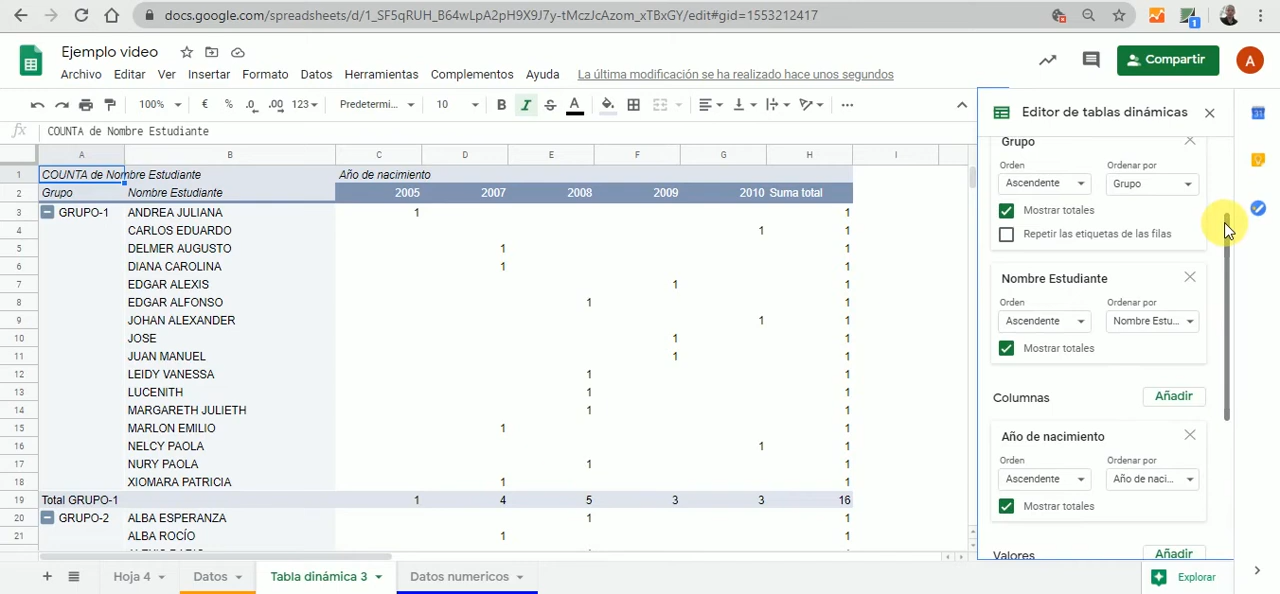 docs.google.com/spreadsheets/d/1_SF5qRUH_B64wLpA2pH9X9J7y-tMczJcAzom_xTBxGY/edit#gid=1553212417
1
Ejemplo video
Archivo Editar Ver Insertar Formato Datos Herramientas Complementos Ayuda La última modificación se ha realizado hace unos segundos
Compartir
A
100% € % .0 .00 123 Predetermi... 10 B I S A
fx COUNTA de Nombre Estudiante
A B C D E F G H I
1 COUNTA de Nombre Estudiante Año de nacimiento
2 Grupo Nombre Estudiante 2005 2007 2008 2009 2010 Suma total
3 GRUPO-1 ANDREA JULIANA 1 1
4 CARLOS EDUARDO 1 1
5 DELMER AUGUSTO 1 1
6 DIANA CAROLINA 1 1
7 EDGAR ALEXIS 1 1
8 EDGAR ALFONSO 1 1
9 JOHAN ALEXANDER 1 1
10 JOSE 1 1
11 JUAN MANUEL 1 1
12 LEIDY VANESSA 1 1
13 LUCENITH 1 1
14 MARGARETH JULIETH 1 1
15 MARLON EMILIO 1 1
16 NELCY PAOLA 1 1
17 NURY PAOLA 1 1
18 XIOMARA PATRICIA 1 1
19 Total GRUPO-1 1 4 5 3 3 16
20 GRUPO-2 ALBA ESPERANZA 1 1
21 ALBA ROCÍO 1 1
Editor de tablas dinámicas
Grupo
Orden Ordenar por
Ascendente Grupo
Mostrar totales
Repetir las etiquetas de las filas
Nombre Estudiante
Orden Ordenar por
Ascendente Nombre Estu...
Mostrar totales
Columnas Añadir
Año de nacimiento
Orden Ordenar por
Ascendente Año de naci...
Mostrar totales
Valores Añadir
Hoja 4 Datos Tabla dinámica 3 Datos numericos
Explorar